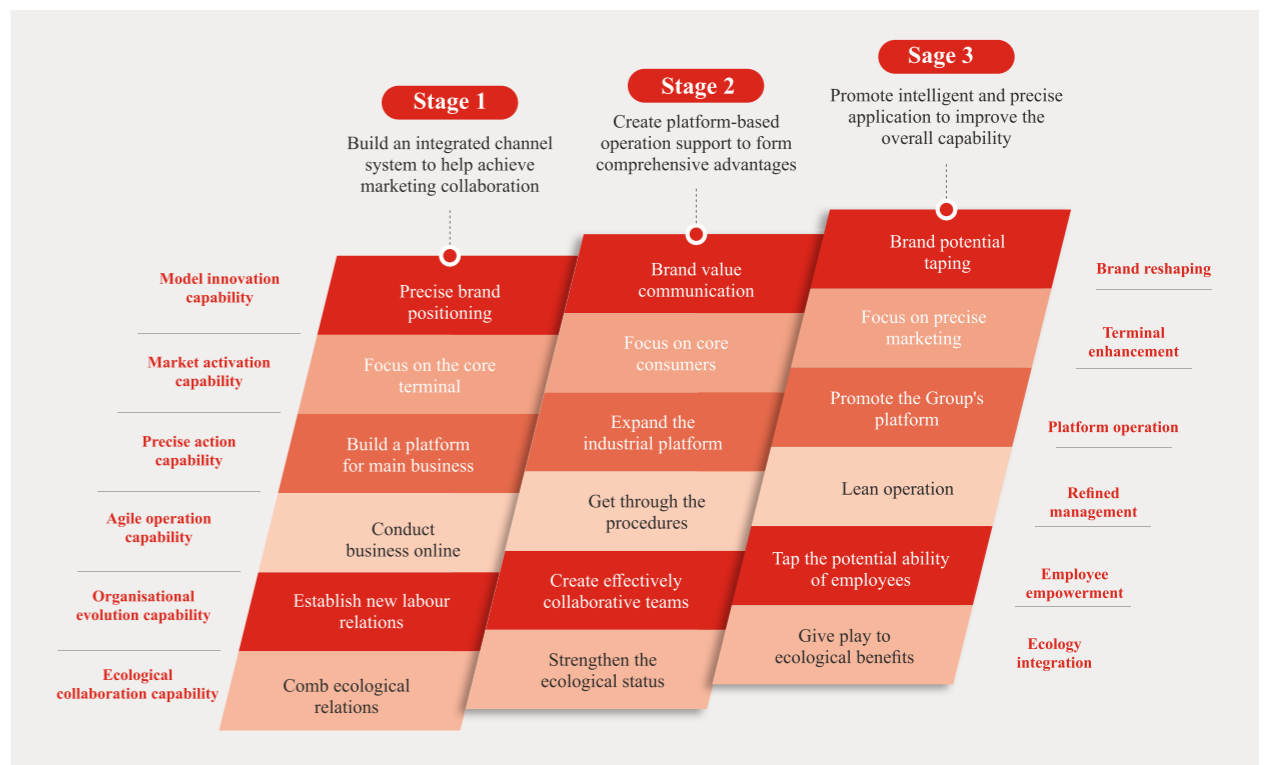 Stage 1
Build an integrated channel
system to help achieve
marketing collaboration
Stage 2
Create platform-based
operation support to form
comprehensive advantages
Sage 3
Promote intelligent and precise
application to improve the
overall capability
Model innovation
capability
Precise brand
positioning
Brand value
communication
Brand potential
taping
Brand reshaping
Market activation
capability
Focus on the core
terminal
Focus on core
consumers
Focus on precise
marketing
Terminal
enhancement
Precise action
capability
Build a platform
for main business
Expand the
industrial platform
Promote the Group's
platform
Platform operation
Agile operation
capability
Conduct
business online
Get through the
procedures
Lean operation
Refined
management
Organisational
evolution capability
Establish new labour
relations
Create effectively
collaborative teams
Tap the potential ability
of employees
Employee
empowerment
Ecological
collaboration capability
Comb ecological
relations
Strengthen the
ecological status
Give play to
ecological benefits
Ecology
integration